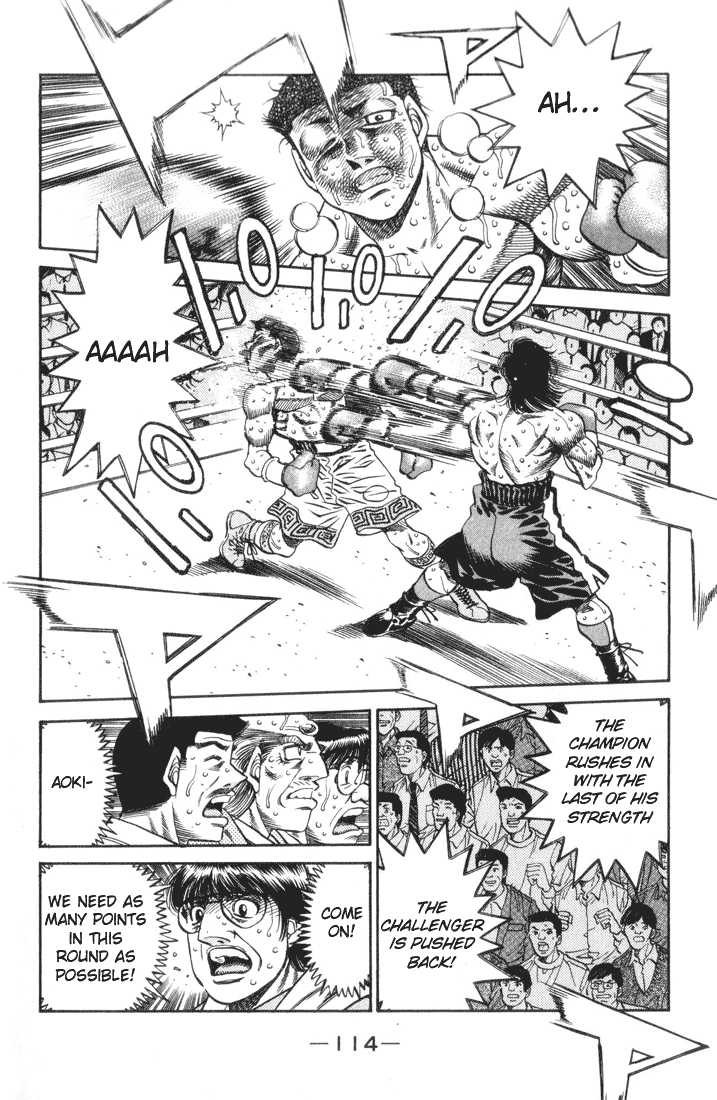 AH...
AAAAH
THE
CHAMPION
RUSHES IN
WITH THE
LAST OF HIS
STRENGTH
THE
CHALLENGER
IS PUSHED
BACK!
AOKI-
COME
ON!
WE NEED AS
MANY POINTS
IN THIS
ROUND AS
POSSIBLE!
—114—